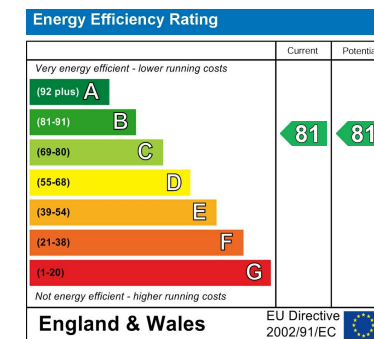 Energy Efficiency Rating
Current Potentia
Very energy efficient - lower running costs
(92 plus) A
(81-91) B
81 81
(69-80) C
(55-68) D
(39-54) E
(21-38) F
(1-20) G
Not energy efficient - higher running costs
England & Wales
EU Directive
2002/91/EC